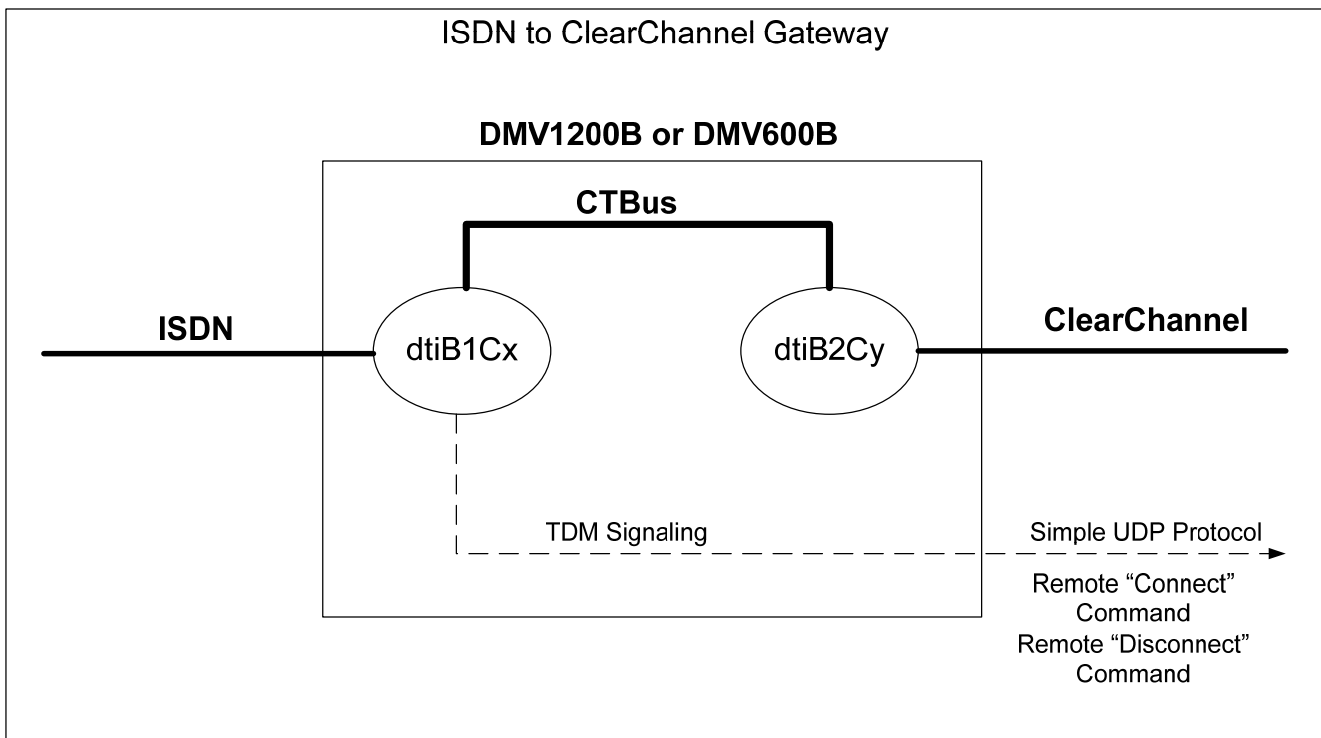 ISDN to ClearChannel Gateway
DMV1200B or DMV600B
CTBus
ISDN
ClearChannel
dtiB1Cx
dtiB2Cy
TDM Signaling
Simple UDP Protocol
Remote “Connect”
Command
Remote “Disconnect”
Command